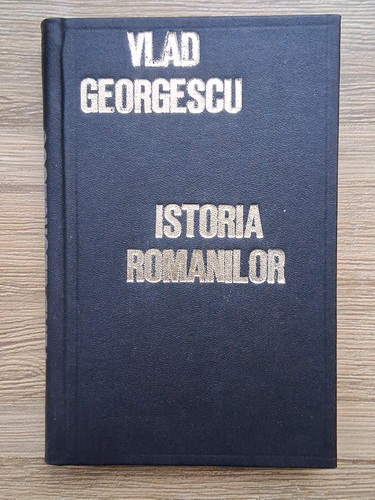 VLAD
GEORGESCU
ISTORIA
ROMANILOR